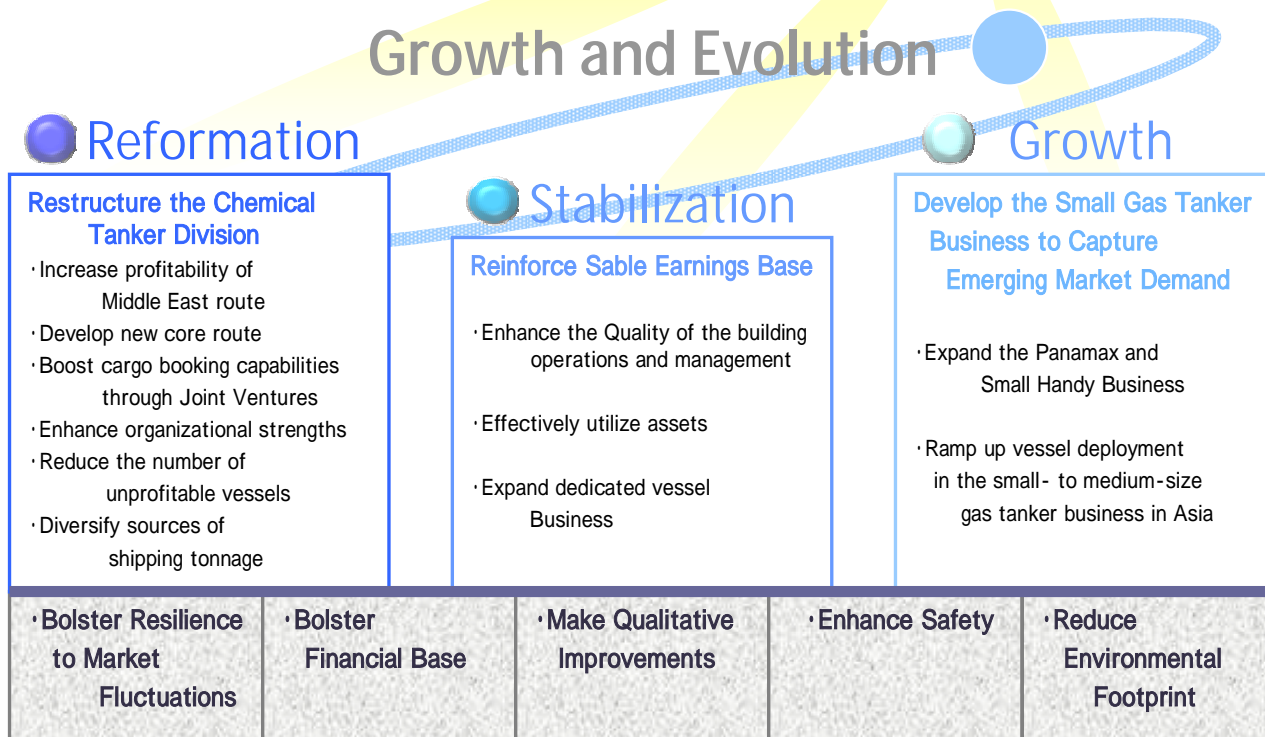 Growth and Evolution
Reformation
Restructure the Chemical
Tanker Division
・Increase profitability of
Middle East route
・Develop new core route
・Boost cargo booking capabilities
through Joint Ventures
・Enhance organizational strengths
・Reduce the number of
unprofitable vessels
・Diversify sources of
shipping tonnage
Stabilization
Reinforce Sable Earnings Base
・Enhance the Quality of the building
operations and management
・Effectively utilize assets
・Expand dedicated vessel
Business
Growth
Develop the Small Gas Tanker
Business to Capture
Emerging Market Demand
・Expand the Panamax and
Small Handy Business
・Ramp up vessel deployment
in the small- to medium-size
gas tanker business in Asia
・Bolster Resilience
to Market
Fluctuations
・Bolster
Financial Base
・Make Qualitative
Improvements
・Enhance Safety
・Reduce
Environmental
Footprint